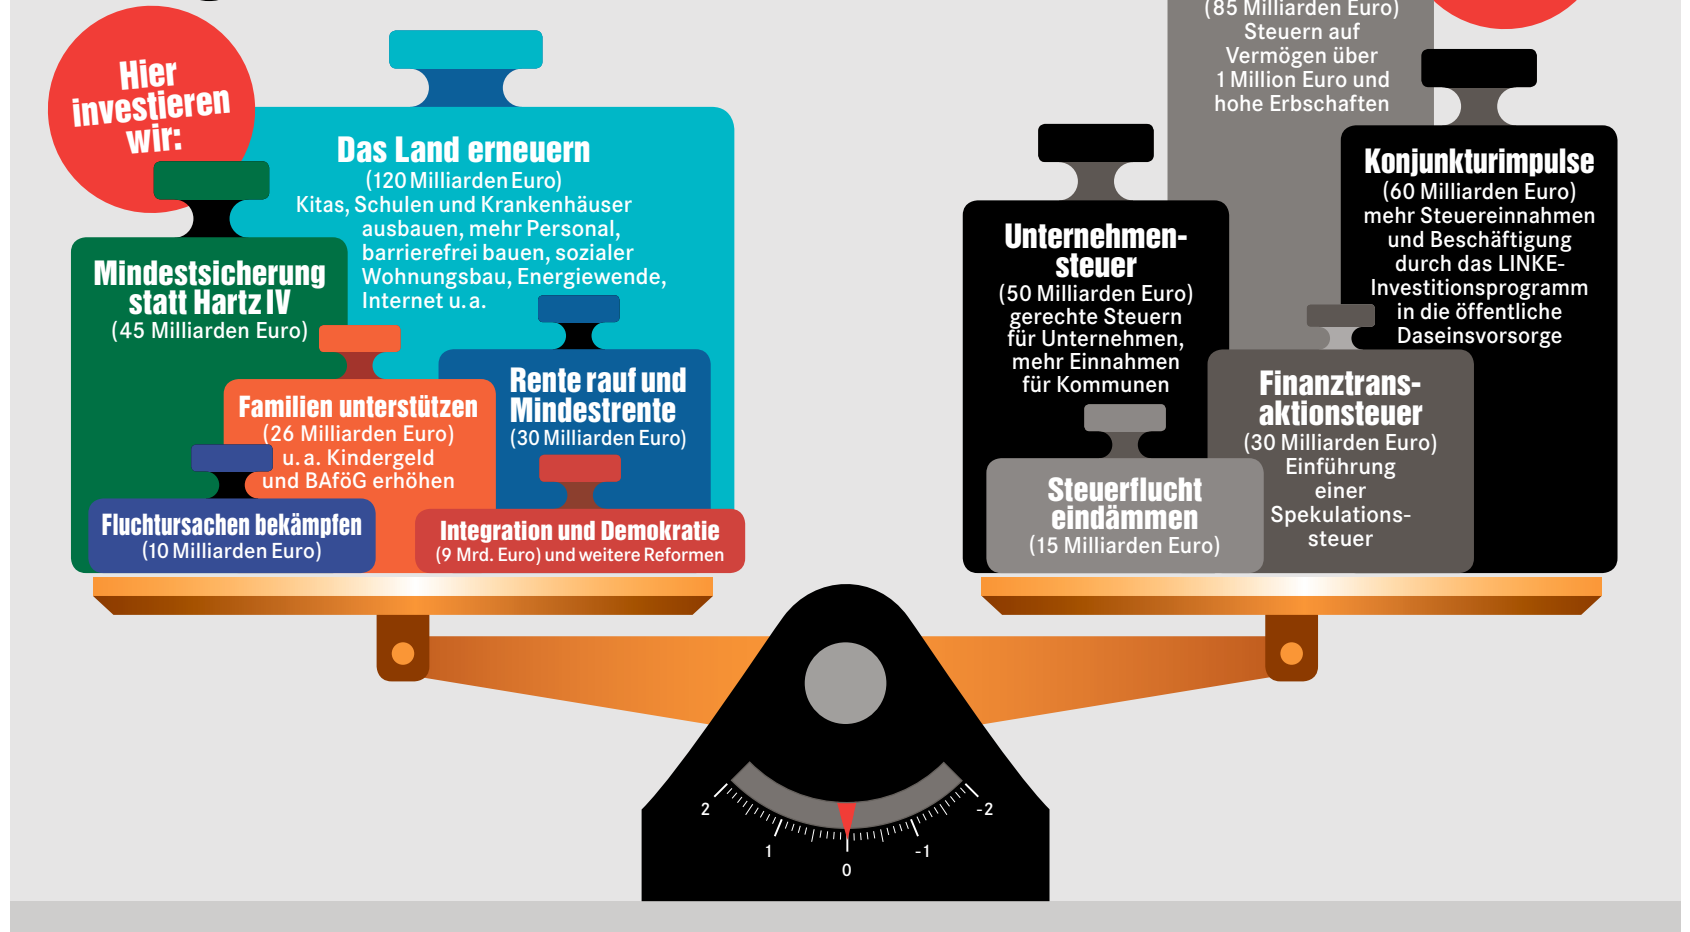 Hier
investieren
wir:
Das Land erneuern
(120 Milliarden Euro)
Kitas, Schulen und Krankenhäuser
ausbauen, mehr Personal,
barrierefrei bauen, sozialer
Wohnungsbau, Energiewende,
Internet u. a.
Mindestsicherung
statt Hartz IV
(45 Milliarden Euro)
Familien unterstützen
(26 Milliarden Euro)
u. a. Kindergeld
und BAföG erhöhen
Rente rauf und
Mindestrente
(30 Milliarden Euro)
Fluchtursachen bekämpfen
(10 Milliarden Euro)
Integration und Demokratie
(9 Mrd. Euro) und weitere Reformen
(85 Milliarden Euro)
Steuern auf
Vermögen über
1 Million Euro und
hohe Erbschaften
Unternehmen-
steuer
(50 Milliarden Euro)
gerechte Steuern
für Unternehmen,
mehr Einnahmen
für Kommunen
Konjunkturimpulse
(60 Milliarden Euro)
mehr Steuereinnahmen
und Beschäftigung
durch das LINKE-
Investitionsprogramm
in die öffentliche
Daseinsvorsorge
Finanztrans-
aktionsteuer
(30 Milliarden Euro)
Einführung
einer
Spekulations-
steuer
Steuerflucht
eindämmen
(15 Milliarden Euro)
2
1
0
-1
-2